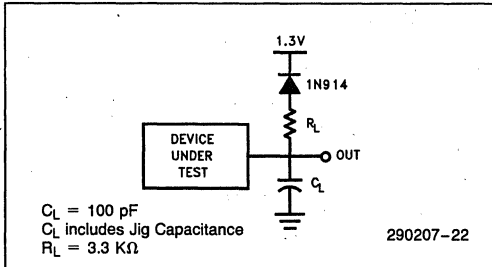 1.3V
1N914
RL
DEVICE
UNDER
TEST
OUT
CL
CL = 100 pF
CL includes Jig Capacitance
RL = 3.3 KΩ
290207-22